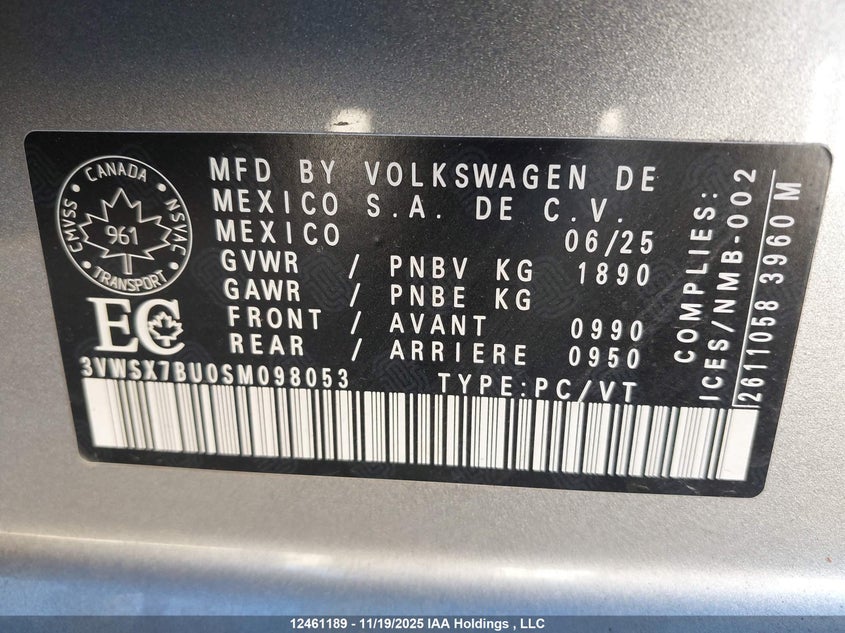 CANADA
CMVSS
961
NSVAC
TRANSPORT
EC
MFD BY VOLKSWAGEN DE
MEXICO S.A. DE C.V.
MEXICO 06/25
GVWR / PNBV KG 1890
GAWR / PNBE KG
FRONT / AVANT 0990
REAR / ARRIERE 0950
3VWSX7BU0SM098053 TYPE:PC/VT
COMPLIES:
ICES/NMB-002
2611058 3960 M
12461189 - 11/19/2025 IAA Holdings , LLC